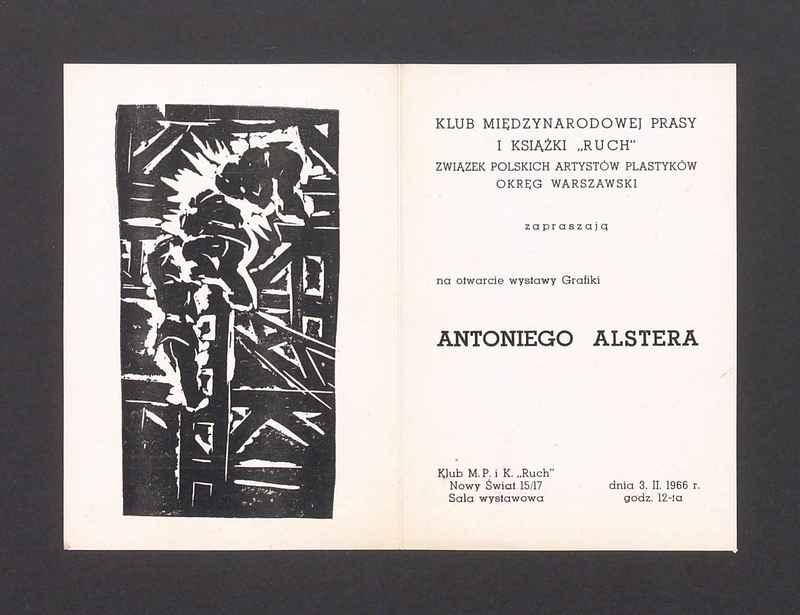 KLUB MIĘDZYNARODOWEJ PRASY
I KSIĄŻKI „RUCH"
ZWIĄZEK POLSKICH ARTYSTÓW PLASTYKÓW
OKRĘG WARSZAWSKI
zapraszają
na otwarcie wystawy Grafiki
ANTONIEGO ALSTERA
Klub M. P. i K. „Ruch"
Nowy Świat 15/17
Sala wystawowa
dnia 3. II. 1966 r.
godz. 12-ta